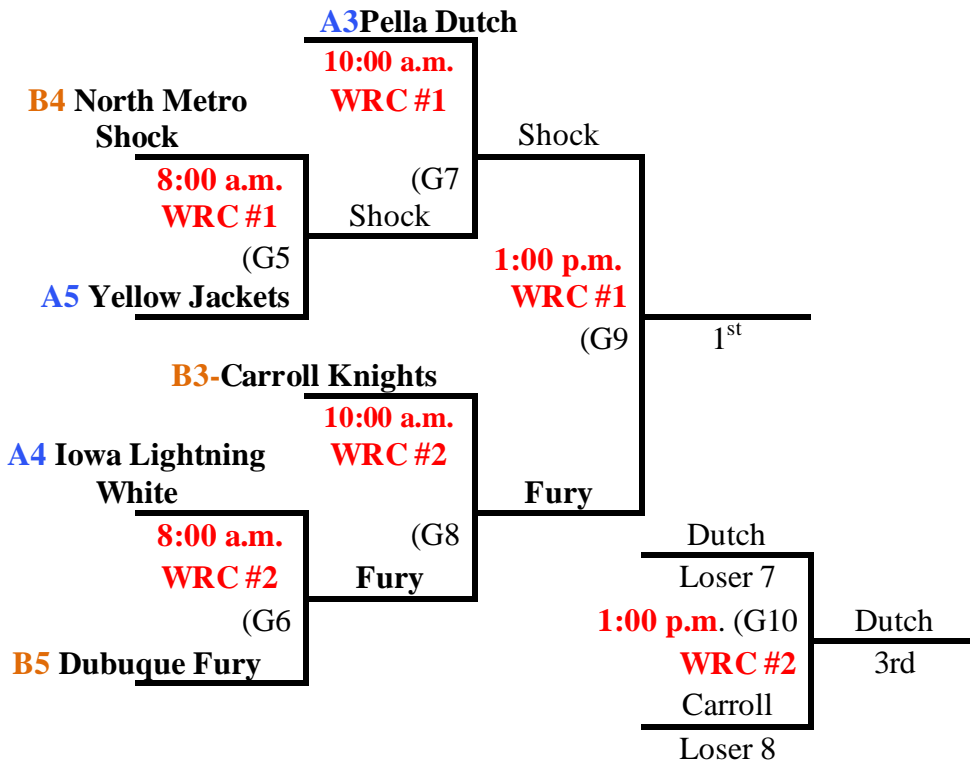 A3Pella Dutch
10:00 a.m.
WRC #1
B4 North Metro
Shock
Shock
8:00 a.m.
(G7
WRC #1
Shock
(G5
1:00 p.m.
A5 Yellow Jackets
WRC #1
(G9
1st
B3-Carroll Knights
10:00 a.m.
A4 Iowa Lightning
WRC #2
White
Fury
8:00 a.m.
(G8
Dutch
WRC #2
Fury
Loser 7
(G6
1:00 p.m. (G10
Dutch
B5 Dubuque Fury
WRC #2
3rd
Carroll
Loser 8